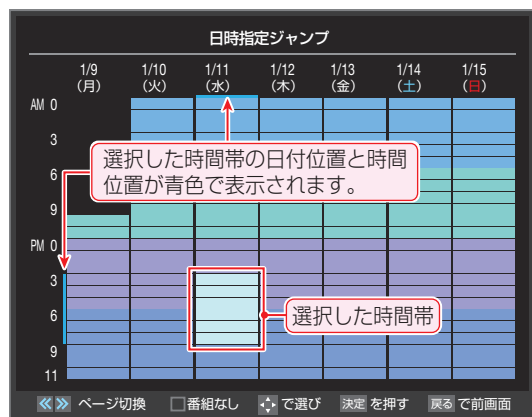 日時指定ジャンプ
1/9 1/10 1/11 1/12 1/13 1/14 1/15
（月） （火） （水） （木） （金） （土） （日）
AM 0
3
選択した時間帯の日付位置と時間
位置が青色で表示されます。
6
9
PM 0
3
選択した時間帯
6
9
11
ページ切換 番組なし で選び 決定 を押す 戻る で前画面